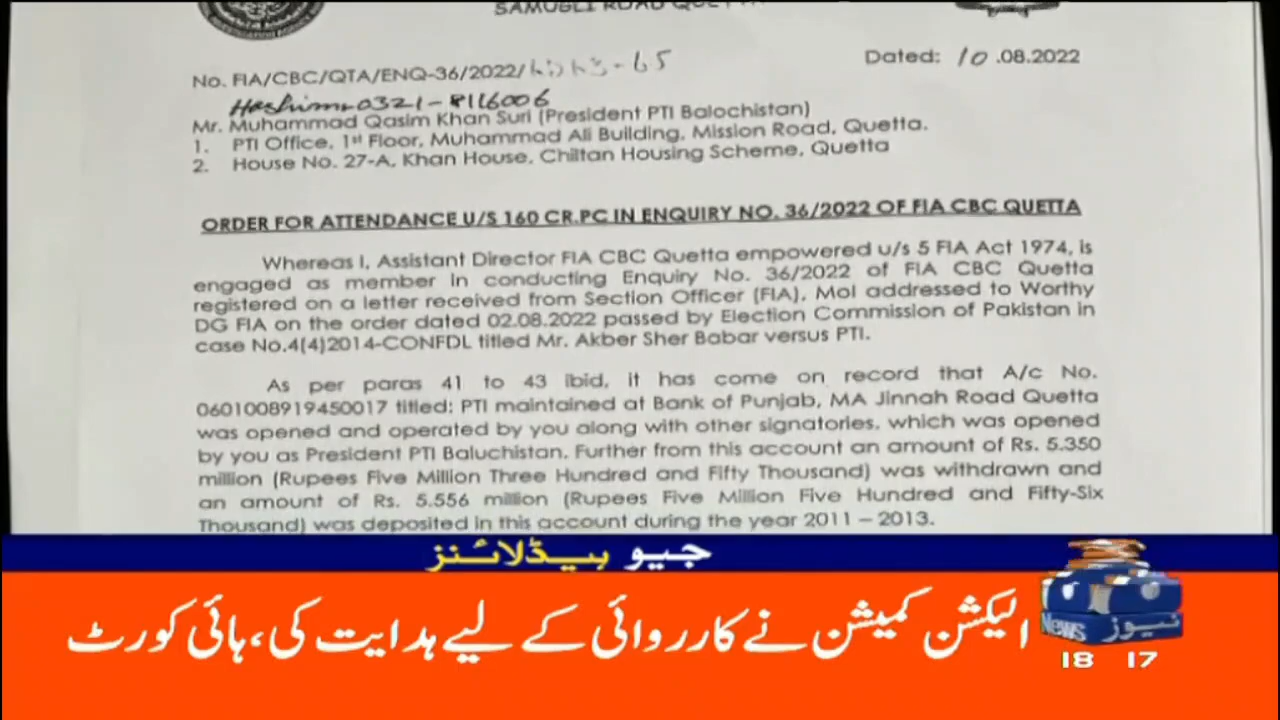 SAMUGLI ROAD QUETTA
No. FIA/CBC/QTA/ENQ-36/2022/
Dated: 10.08.2022
Hashim 0321-8116006
Mr. Muhammad Qasim Khan Suri (President PTI Balochistan)
1. PTI Office, 1st Floor, Muhammad Ali Building, Mission Road, Quetta.
2. House No. 27-A, Khan House, Chiltan Housing Scheme, Quetta
ORDER FOR ATTENDANCE U/S 160 CR.PC IN ENQUIRY NO. 36/2022 OF FIA CBC QUETTA
Whereas I, Assistant Director FIA CBC Quetta empowered u/s 5 FIA Act 1974, is
engaged as member in conducting Enquiry No. 36/2022 of FIA CBC Quetta
registered on a letter received from Section Officer (FIA), MoI addressed to Worthy
DG FIA on the order dated 02.08.2022 passed by Election Commission of Pakistan in
case No.4(4)2014-CONFDL titled Mr. Akber Sher Babar versus PTI.
As per paras 41 to 43 ibid, it has come on record that A/c No.
0601008919450017 titled: PTI maintained at Bank of Punjab, MA Jinnah Road Quetta
was opened and operated by you along with other signatories, which was opened
by you as President PTI Baluchistan. Further from this account an amount of Rs. 5.350
million (Rupees Five Million Three Hundred and Fifty Thousand) was withdrawn and
an amount of Rs. 5.556 million (Rupees Five Million Five Hundred and Fifty-Six
Thousand) was deposited in this account during the year 2011 – 2013.
جیو ہیڈلائنز
الیکشن کمیشن نے کارروائی کے لیے ہدایت کی، ہائی کورٹ
News نیوز
18 17